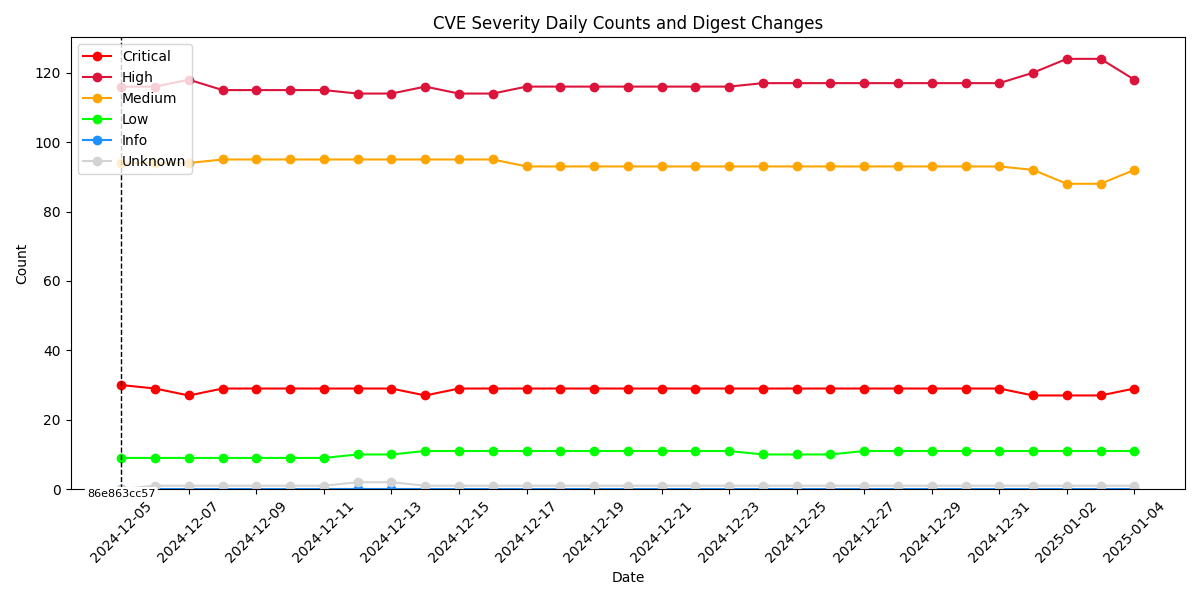 CVE Severity Daily Counts and Digest Changes
Critical
High
Medium
Low
Info
Unknown
Count
120
100
80
60
40
20
0
86e863cc57
2024-12-05
2024-12-07
2024-12-09
2024-12-11
2024-12-13
2024-12-15
2024-12-17
2024-12-19
2024-12-21
2024-12-23
2024-12-25
2024-12-27
2024-12-29
2024-12-31
2025-01-02
2025-01-04
Date